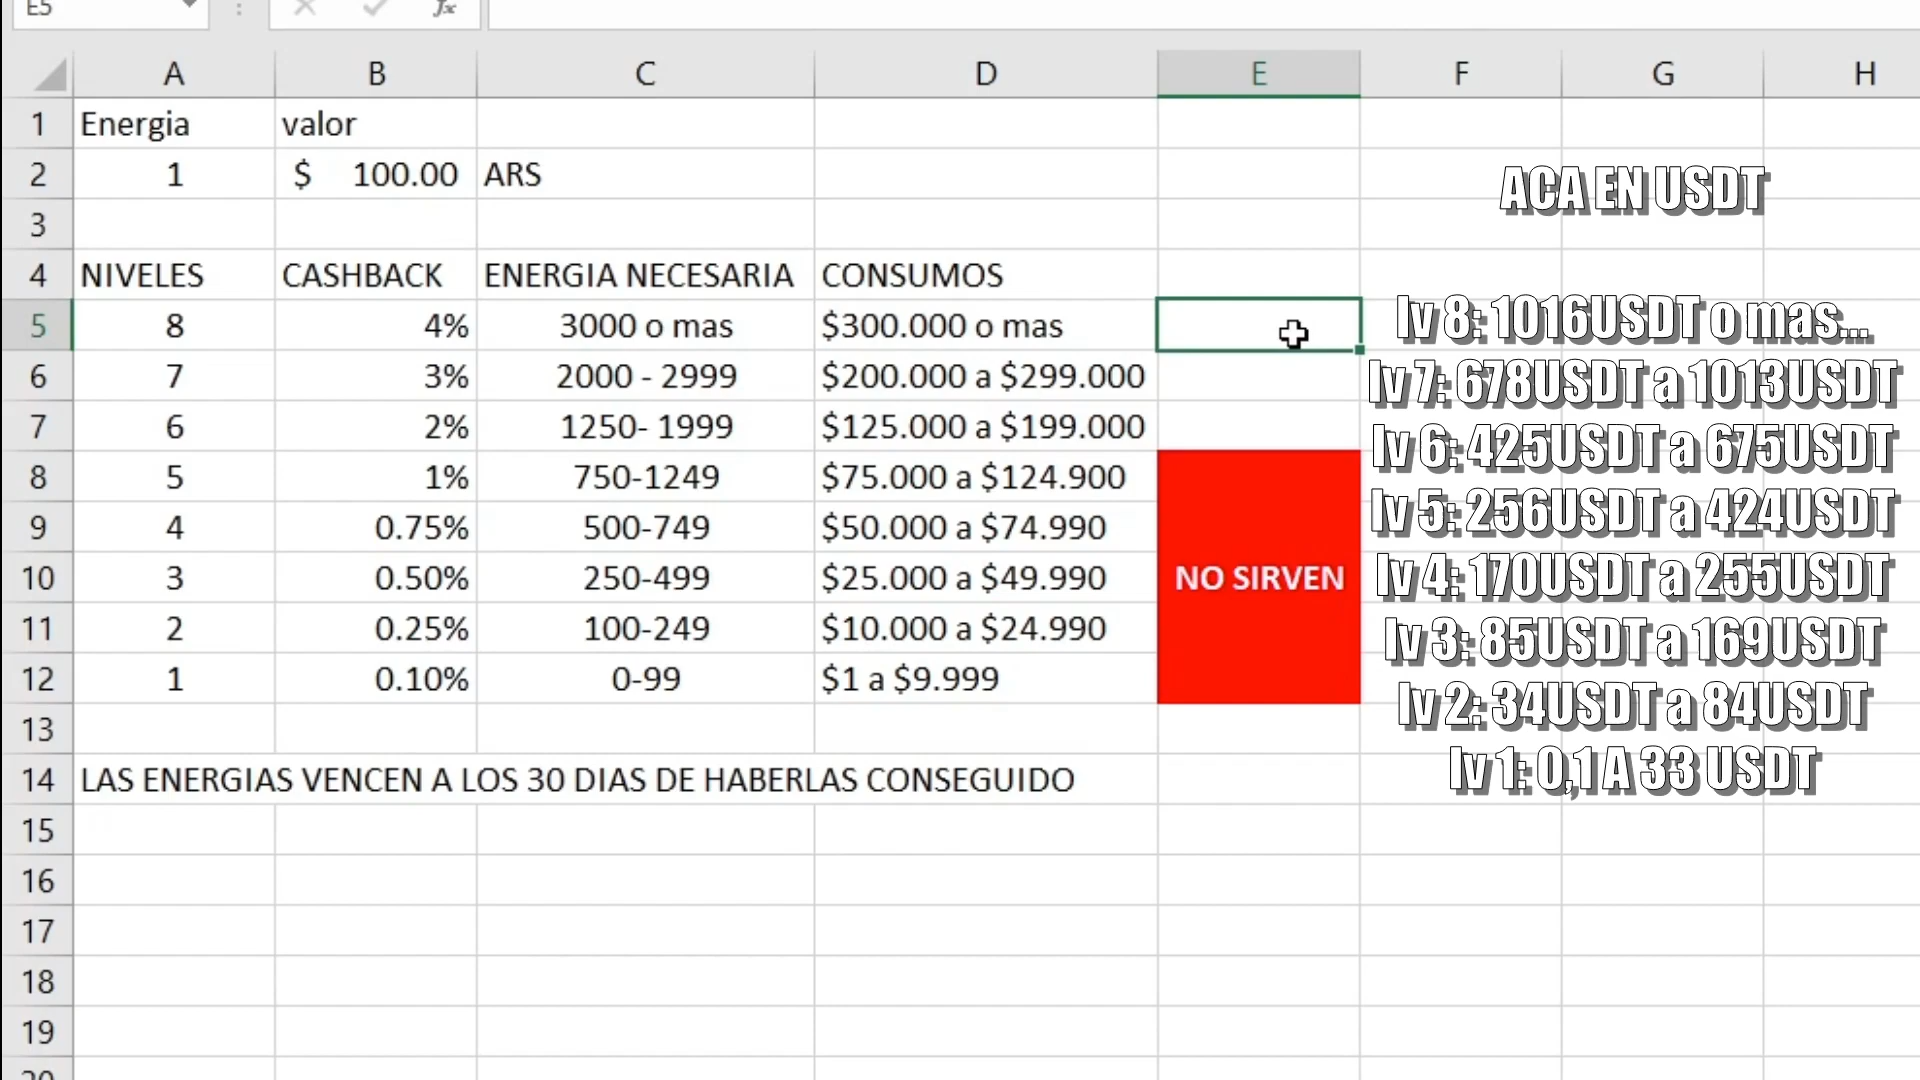 E5
fx
A B C D E F G H
1 Energia valor
2 1 $ 100.00 ARS
ACA EN USDT
3
4 NIVELES CASHBACK ENERGIA NECESARIA CONSUMOS
5 8 4% 3000 o mas $300.000 o mas
lv 8: 1016USDT o mas...
6 7 3% 2000 - 2999 $200.000 a $299.000
lv 7: 678USDT a 1013USDT
7 6 2% 1250- 1999 $125.000 a $199.000
lv 6: 425USDT a 675USDT
8 5 1% 750-1249 $75.000 a $124.900
lv 5: 256USDT a 424USDT
9 4 0.75% 500-749 $50.000 a $74.990
10 3 0.50% 250-499 $25.000 a $49.990 NO SIRVEN
lv 4: 170USDT a 255USDT
11 2 0.25% 100-249 $10.000 a $24.990
lv 3: 85USDT a 169USDT
12 1 0.10% 0-99 $1 a $9.999
lv 2: 34USDT a 84USDT
13
lv 1: 0,1 A 33 USDT
14 LAS ENERGIAS VENCEN A LOS 30 DIAS DE HABERLAS CONSEGUIDO
15
16
17
18
19
20